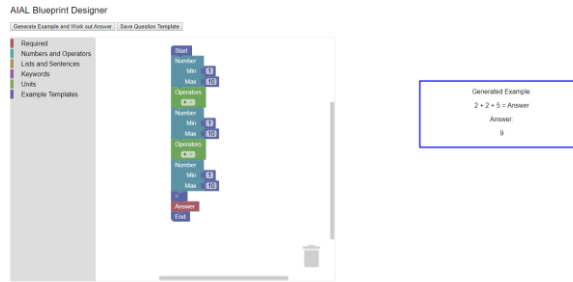 AIAL Blueprint Designer
Generate Example and Work out Answer Save Question Template
Required
Numbers and Operators
Lists and Sentences
Keywords
Units
Example Templates
Start
Number
Min 1
Max 10
Operators
+
Number
Min 1
Max 10
Operators
+
Number
Min 1
Max 10
=
Answer
End
Generated Example:
2 + 2 + 5 = Answer
Answer:
9